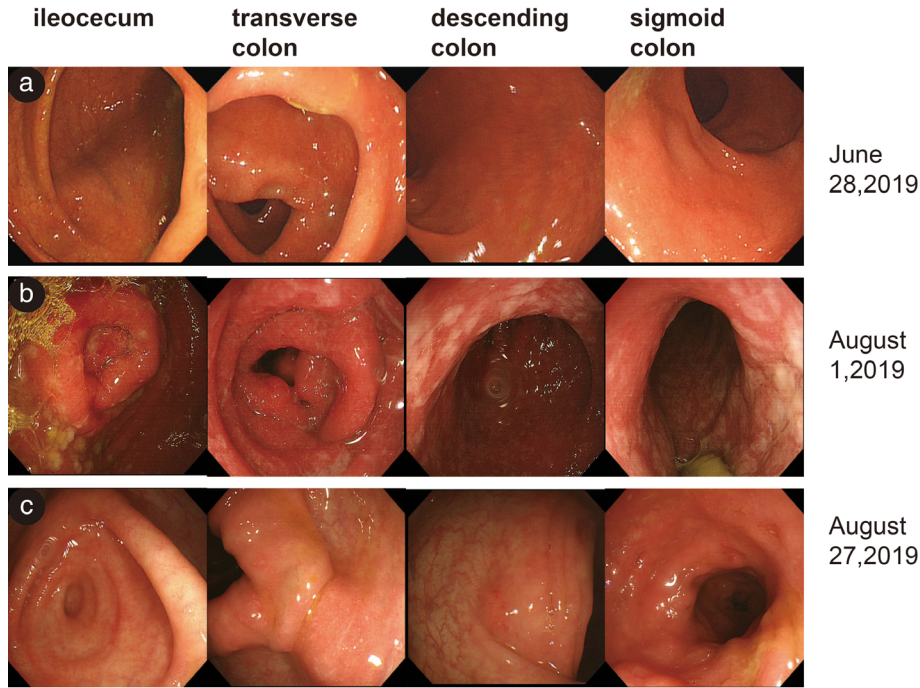 ileocecum
transverse colon
descending colon
sigmoid colon
a
June
28,2019
b
August
1,2019
c
August
27,2019